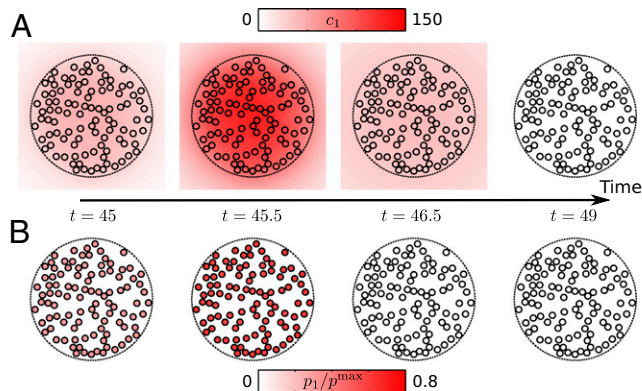 A 0 c₁ 150
Time
t = 45 t = 45.5 t = 46.5 t = 49
B
0 p₁/pᵐᵃˣ 0.8